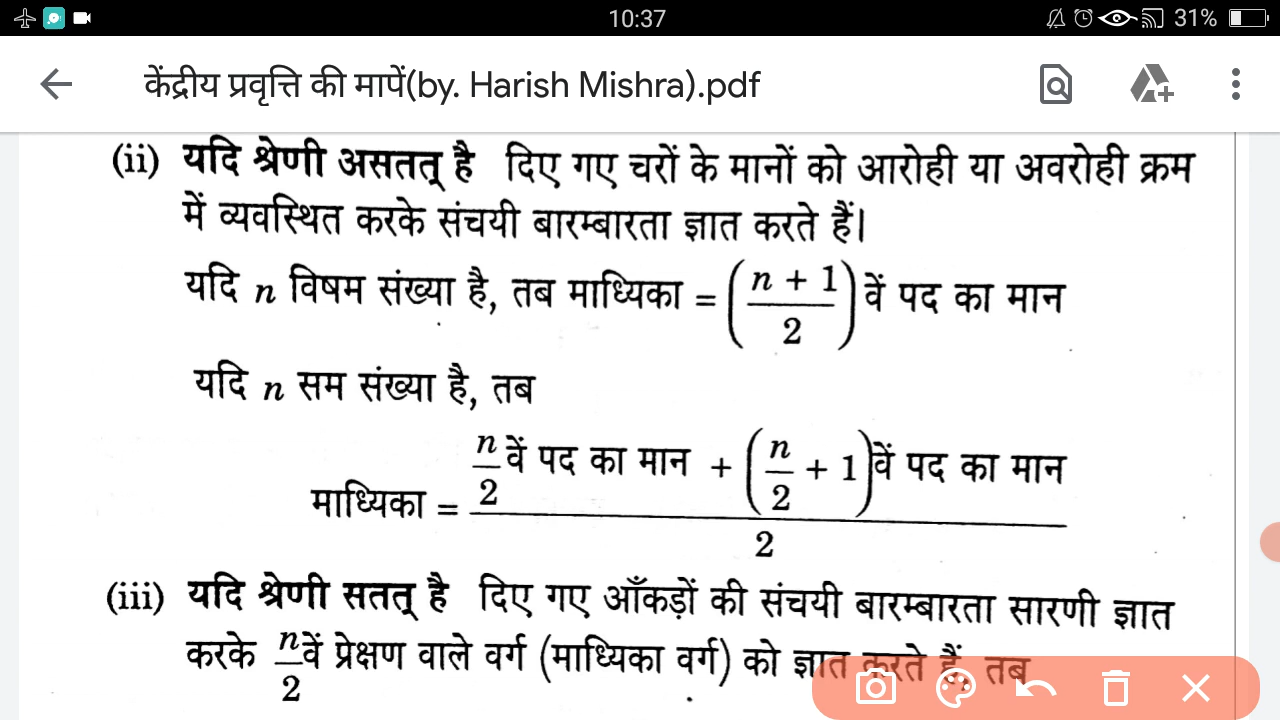 10:37
31%
केंद्रीय प्रवृत्ति की मापें(by. Harish Mishra).pdf
(ii) यदि श्रेणी असतत् है दिए गए चरों के मानों को आरोही या अवरोही क्रम
में व्यवस्थित करके संचयी बारम्बारता ज्ञात करते हैं।
यदि n विषम संख्या है, तब माध्यिका = ((n + 1)/2) वें पद का मान
यदि n सम संख्या है, तब
माध्यिका = (n/2 वें पद का मान + (n/2 + 1) वें पद का मान)/2
(iii) यदि श्रेणी सतत् है दिए गए आँकड़ों की संचयी बारम्बारता सारणी ज्ञात
करके n/2 वें प्रेक्षण वाले वर्ग (माध्यिका वर्ग) को ज्ञात करते हैं, तब